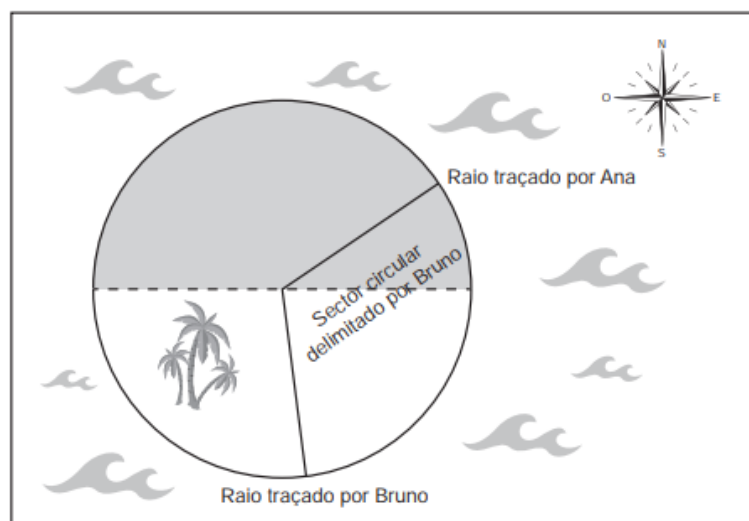 N
O
E
S
Raio traçado por Ana
Sector circular
delimitado por Bruno
Raio traçado por Bruno